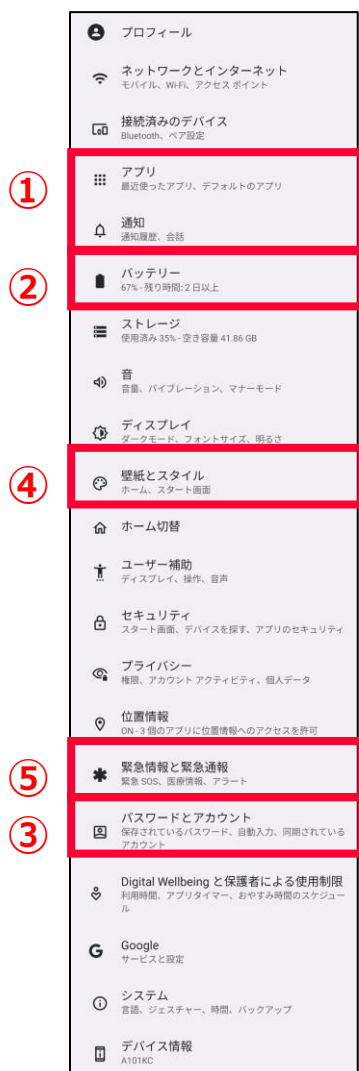 プロフィール
ネットワークとインターネット
モバイル、Wi-Fi、アクセス ポイント
接続済みのデバイス
Bluetooth、ペア設定
①
アプリ
最近使ったアプリ、デフォルトのアプリ
通知
通知履歴、会話
②
バッテリー
67% - 残り時間: 2 日以上
ストレージ
使用済み 35% - 空き容量 41.86 GB
音
音量、バイブレーション、マナーモード
ディスプレイ
ダークモード、フォントサイズ、明るさ
④
壁紙とスタイル
ホーム、スタート画面
ホーム切替
ユーザー補助
ディスプレイ、操作、音声
セキュリティ
スタート画面、デバイスを探す、アプリのセキュリティ
プライバシー
権限、アカウント アクティビティ、個人データ
位置情報
ON - 3 個のアプリに位置情報へのアクセスを許可
⑤
緊急情報と緊急通報
緊急 SOS、医療情報、アラート
③
パスワードとアカウント
保存されているパスワード、自動入力、同期されている
アカウント
Digital Wellbeing と保護者による使用制限
利用時間、アプリタイマー、おやすみ時間のスケジュー
ル
Google
サービスと設定
システム
言語、ジェスチャー、時間、バックアップ
デバイス情報
A101KC